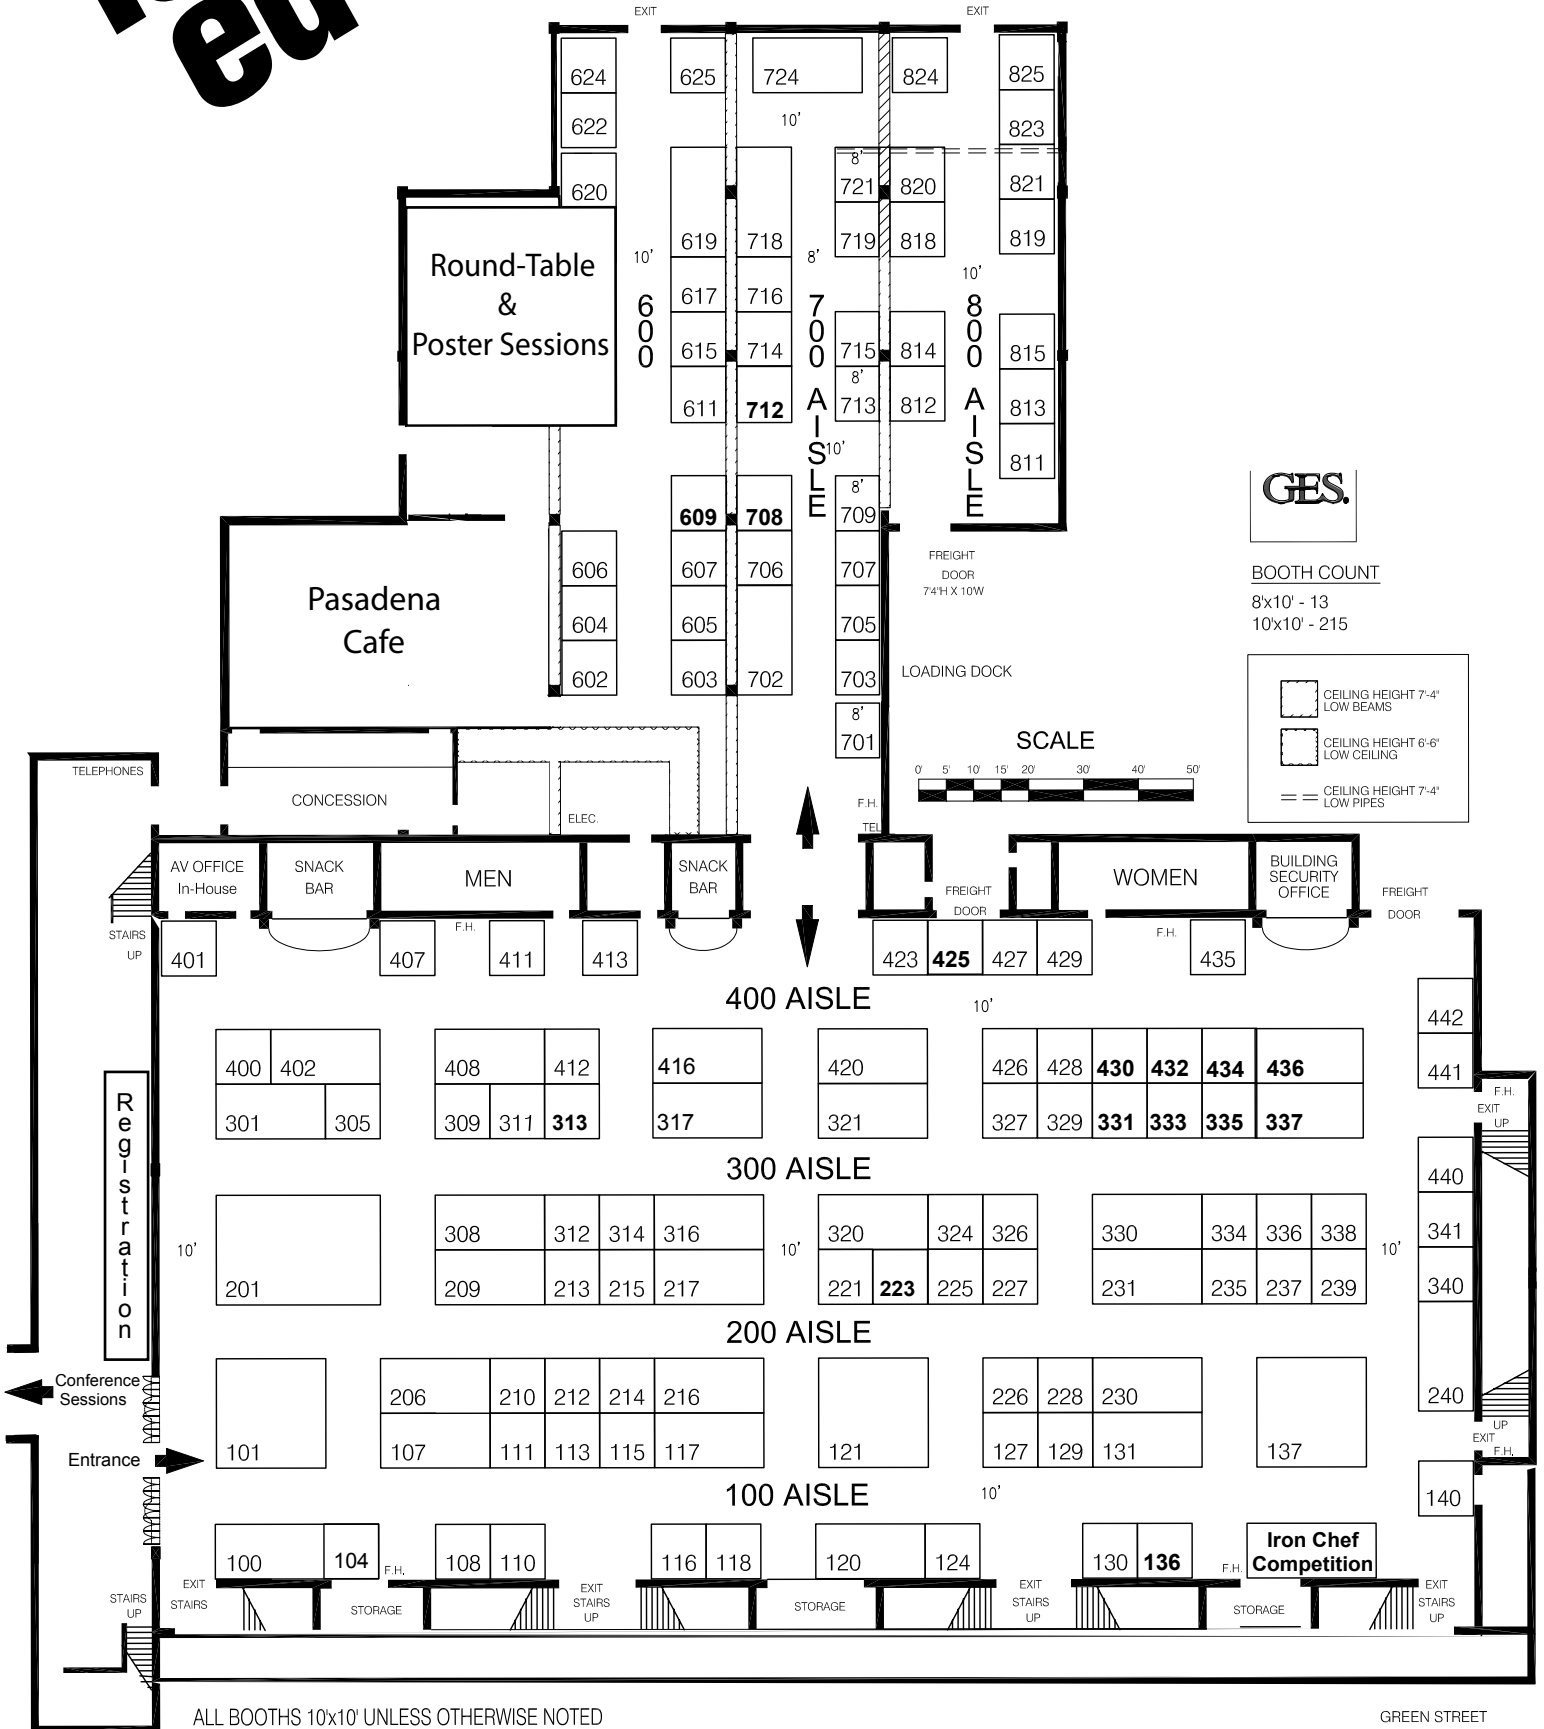 eu
EXIT
EXIT
624
625
724
824
825
622
10'
823
620
8'
721
820
821
619
718
719
818
819
10'
8'
10'
Round-Table
&
Poster Sessions
617
716
600
700 AISLE
800 AISLE
615
714
715
814
815
8'
611
712
713
812
813
10'
811
609
708
8'
709
GES.
606
607
706
707
FREIGHT
DOOR
7'4"H X 10'W
BOOTH COUNT
8'x10' - 13
10'x10' - 215
Pasadena
Cafe
604
605
705
602
603
702
703
LOADING DOCK
8'
701
CEILING HEIGHT 7'-4"
LOW BEAMS
CEILING HEIGHT 6'-6"
LOW CEILING
CEILING HEIGHT 7'-4"
LOW PIPES
SCALE
0' 5' 10' 15' 20' 30' 40' 50'
TELEPHONES
CONCESSION
ELEC.
F.H.
TEL
AV OFFICE
In-House
SNACK
BAR
MEN
SNACK
BAR
FREIGHT
DOOR
WOMEN
BUILDING
SECURITY
OFFICE
FREIGHT
DOOR
STAIRS
UP
F.H.
F.H.
401
407
411
413
423
425
427
429
435
400 AISLE
10'
442
400
402
408
412
416
420
426
428
430
432
434
436
441
301
305
309
311
313
317
321
327
329
331
333
335
337
F.H.
EXIT
UP
Registration
300 AISLE
440
308
312
314
316
320
324
326
330
334
336
338
341
10'
10'
10'
201
209
213
215
217
221
223
225
227
231
235
237
239
340
200 AISLE
Conference
Sessions
206
210
212
214
216
226
228
230
240
UP
EXIT
F.H.
Entrance
101
107
111
113
115
117
121
127
129
131
137
100 AISLE
10'
140
100
104
F.H.
108
110
116
118
120
124
130
136
F.H.
Iron Chef
Competition
STAIRS
UP
EXIT
STAIRS
STORAGE
EXIT
STAIRS
UP
STORAGE
EXIT
STAIRS
UP
STORAGE
EXIT
STAIRS
UP
ALL BOOTHS 10'x10' UNLESS OTHERWISE NOTED
GREEN STREET